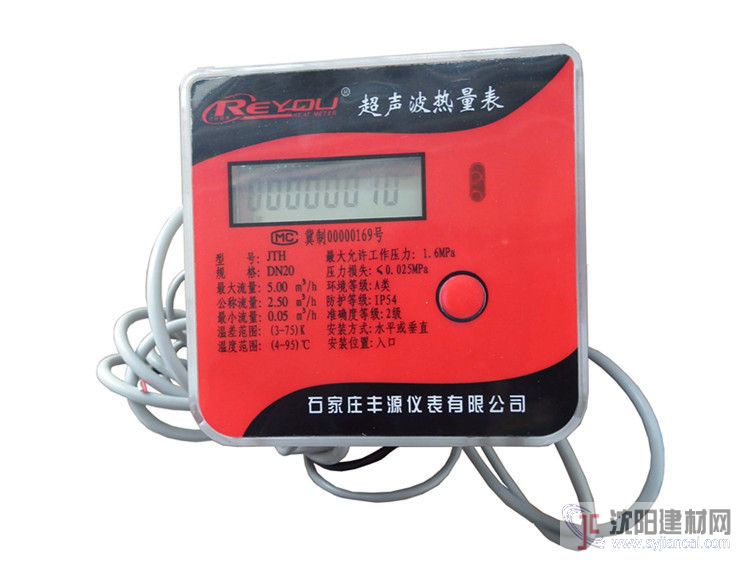 REYOU ® 超声波热量表
HEAT METER
00000010
MC 冀制00000169号
型 号: JTH 最大允许工作压力: 1.6MPa
规 格: DN20 压力损失: ≤0.025MPa
最大流量: 5.00 m³/h 环境等级: A类
公称流量: 2.50 m³/h 防护等级: IP54
最小流量: 0.05 m³/h 准确度等级: 2级
温差范围: (3-75)K 安装方式: 水平或垂直
温度范围: (4-95)℃ 安装位置: 入口
石家庄丰源仪表有限公司
JC 沈阳建材网
www.syjiancai.com